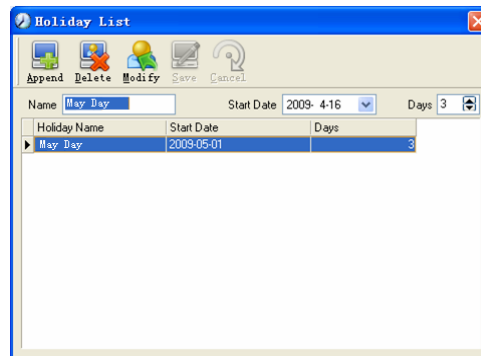 Holiday List
Append Delete Modify Save Cancel
Name May Day Start Date 2009- 4-16 Days 3
Holiday Name Start Date Days
May Day 2009-05-01 3